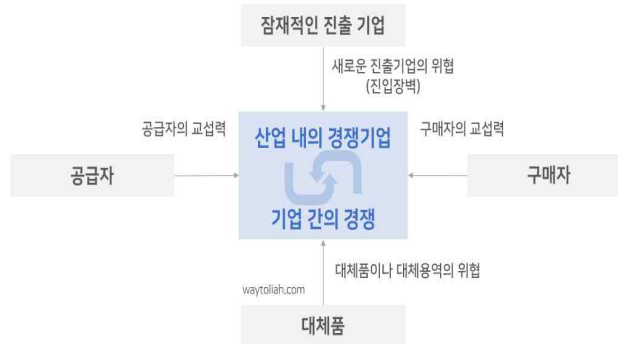 잠재적인 진출 기업
새로운 진출기업의 위협
(진입장벽)
공급자의 교섭력
산업 내의 경쟁기업
구매자의 교섭력
공급자
구매자
기업 간의 경쟁
대체품이나 대체용역의 위협
waytoliah.com
대체품